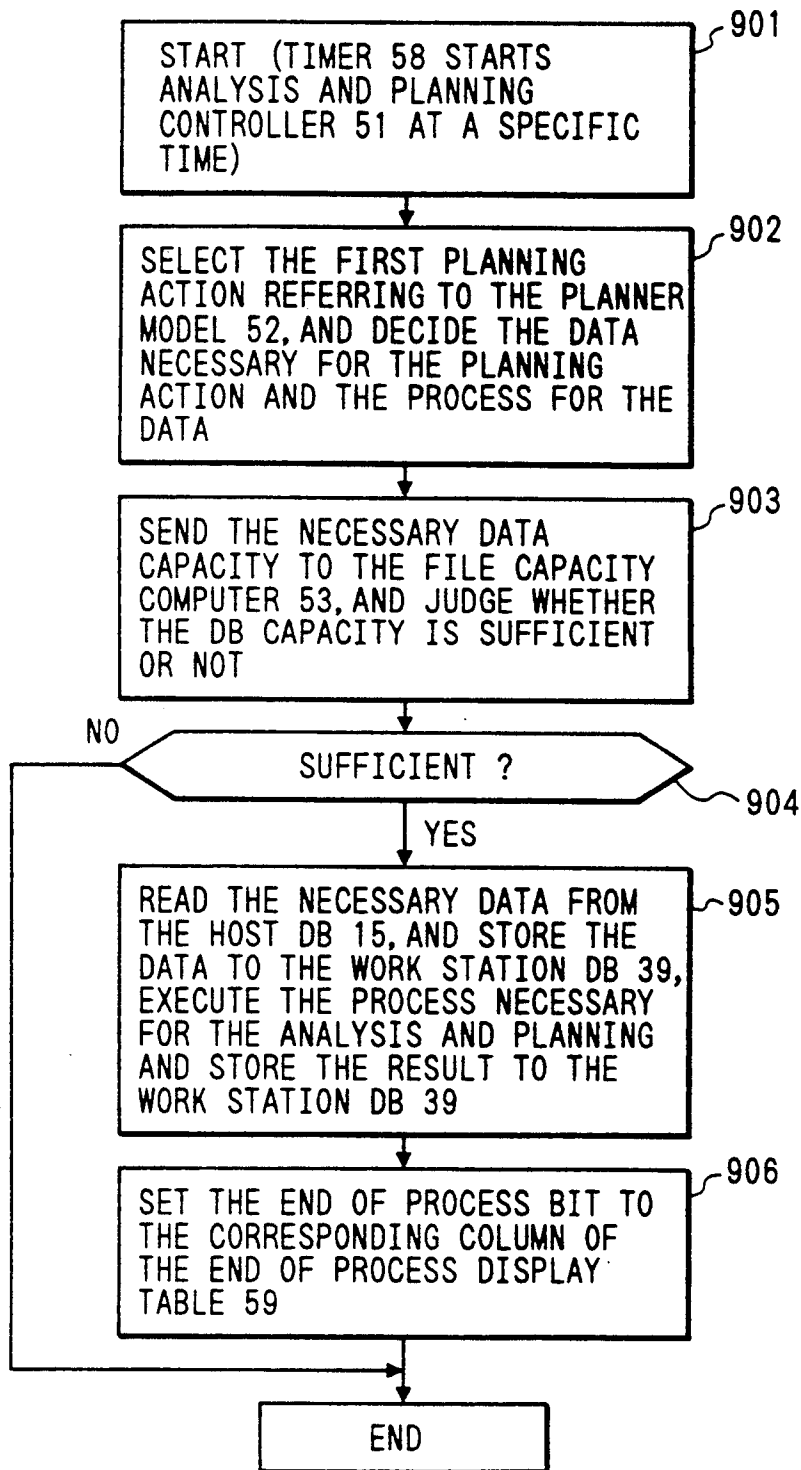 901
START (TIMER 58 STARTS
ANALYSIS AND PLANNING
CONTROLLER 51 AT A SPECIFIC
TIME)
902
SELECT THE FIRST PLANNING
ACTION REFERRING TO THE PLANNER
MODEL 52, AND DECIDE THE DATA
NECESSARY FOR THE PLANNING
ACTION AND THE PROCESS FOR THE
DATA
903
SEND THE NECESSARY DATA
CAPACITY TO THE FILE CAPACITY
COMPUTER 53, AND JUDGE WHETHER
THE DB CAPACITY IS SUFFICIENT
OR NOT
NO
SUFFICIENT ?
904
YES
905
READ THE NECESSARY DATA FROM
THE HOST DB 15, AND STORE THE
DATA TO THE WORK STATION DB 39,
EXECUTE THE PROCESS NECESSARY
FOR THE ANALYSIS AND PLANNING
AND STORE THE RESULT TO THE
WORK STATION DB 39
906
SET THE END OF PROCESS BIT TO
THE CORRESPONDING COLUMN OF
THE END OF PROCESS DISPLAY
TABLE 59
END